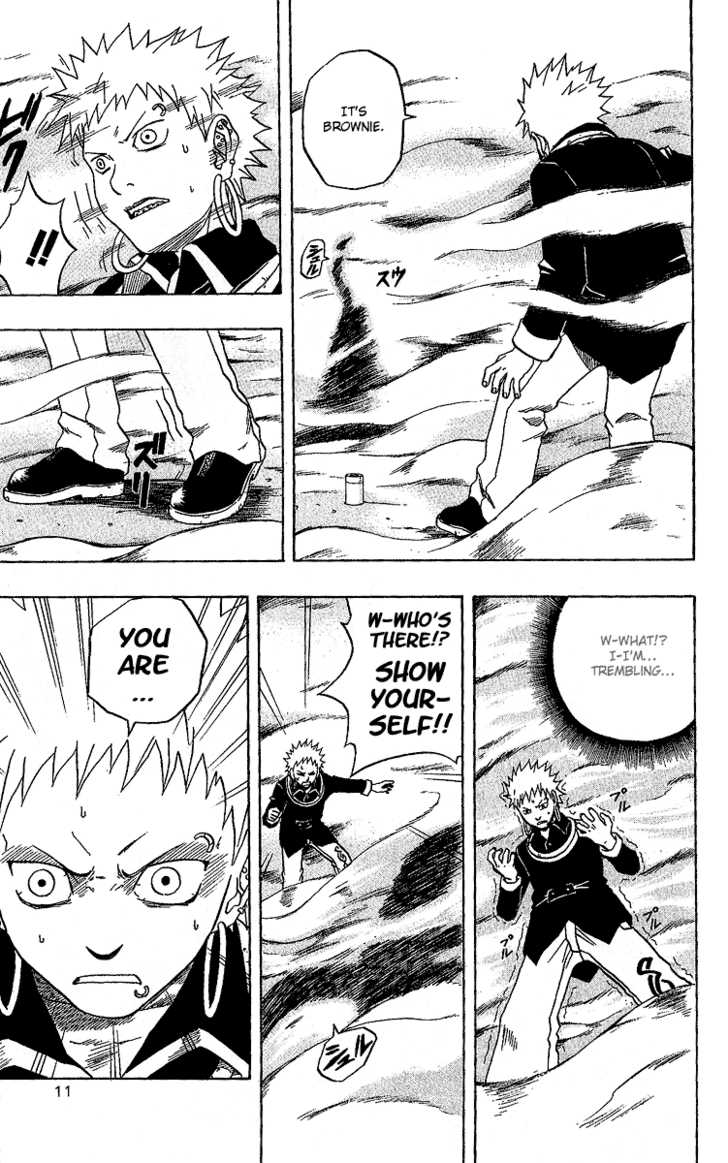 IT'S
BROWNIE.
シュル
スウ
!!
ズリ
W-WHAT!?
I-I'M...
TREMBLING...
プル
プル
プル
W-WHO'S
THERE!?
SHOW
YOUR-
SELF!!
シュル
YOU
ARE
...
11